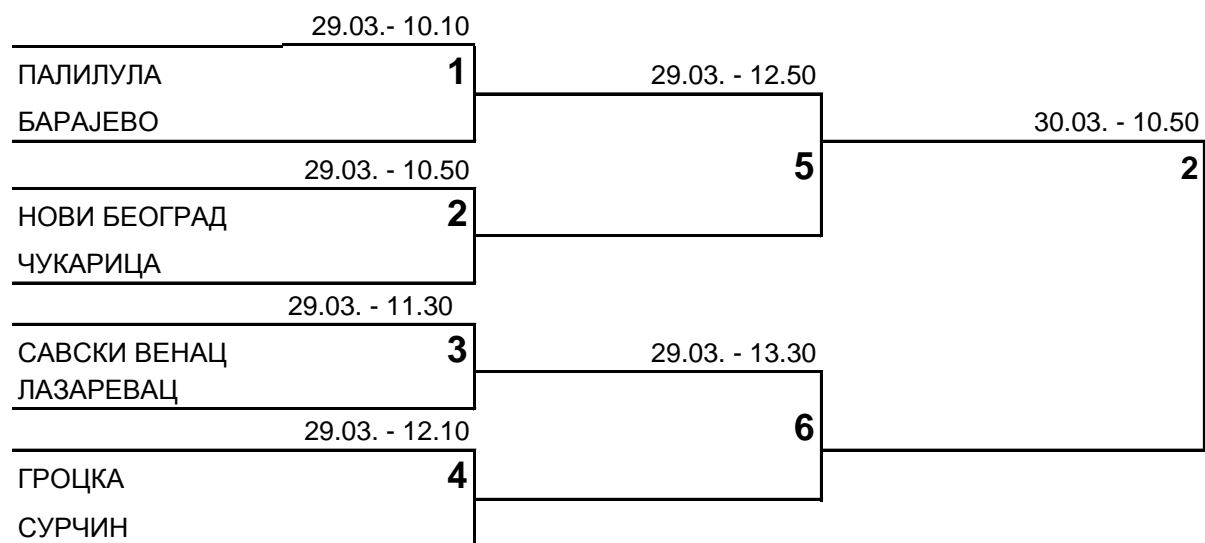 29.03.- 10.10
ПАЛИЛУЛА 1
29.03. - 12.50
БАРАЈЕВО
30.03. - 10.50
29.03. - 10.50
5
2
НОВИ БЕОГРАД 2
ЧУКАРИЦА
29.03. - 11.30
САВСКИ ВЕНАЦ 3
29.03. - 13.30
ЛАЗАРЕВАЦ
29.03. - 12.10
6
ГРОЦКА 4
СУРЧИН